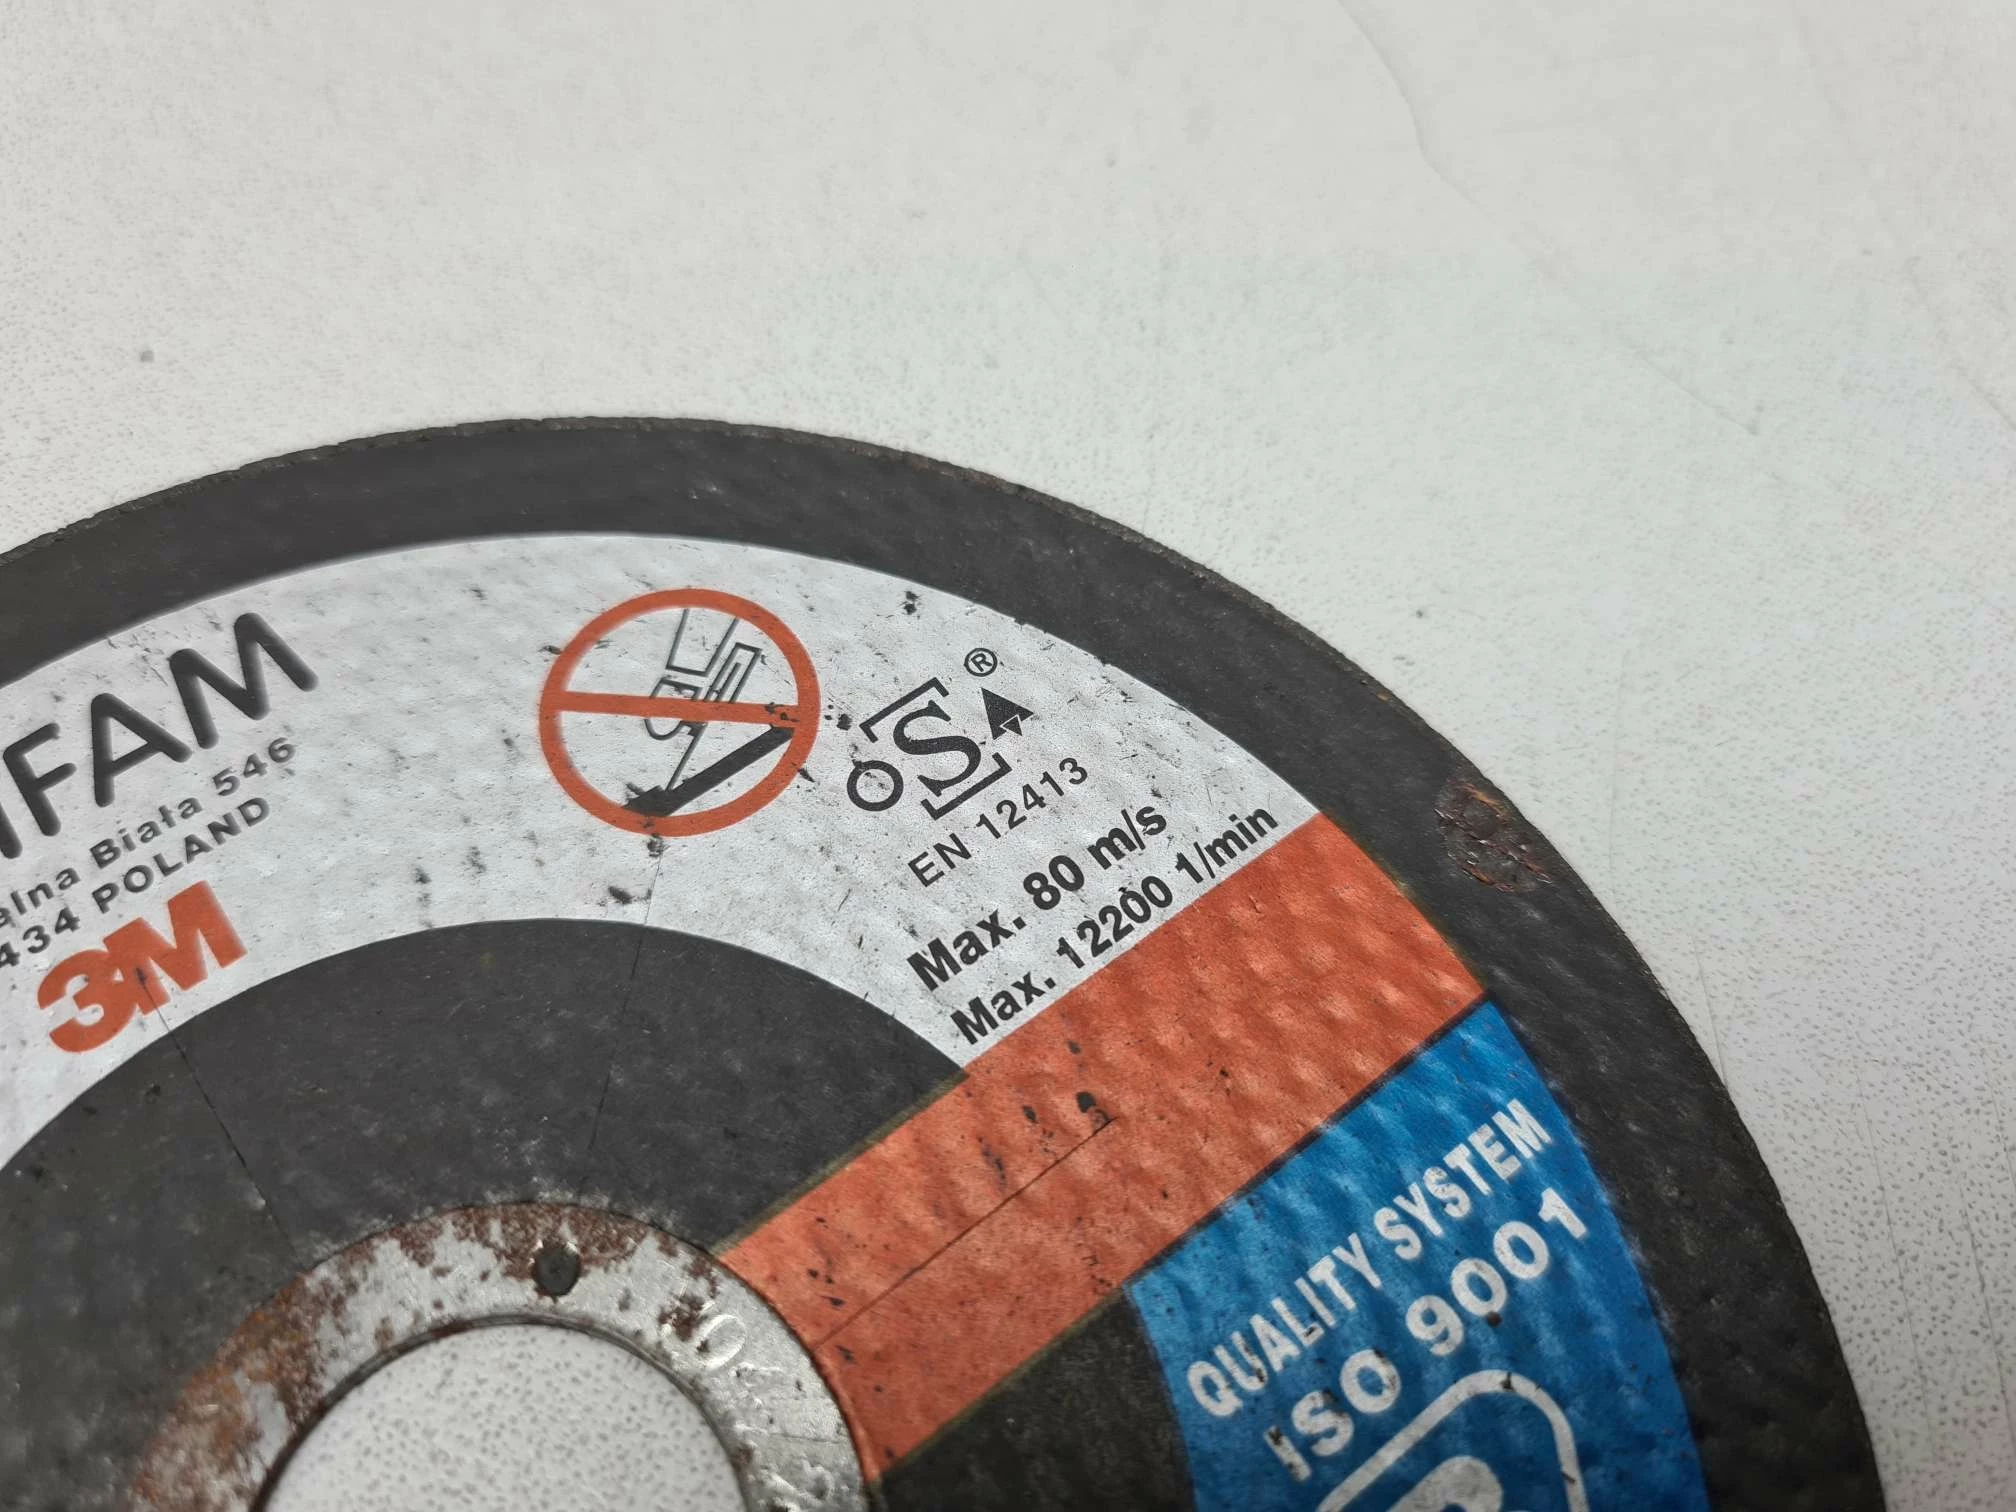 IFAM
elna Biała 546
434 POLAND
3M
oSa®
EN 12413
Max. 80 m/s
Max. 12200 1/min
QUALITY SYSTEM
ISO 9001